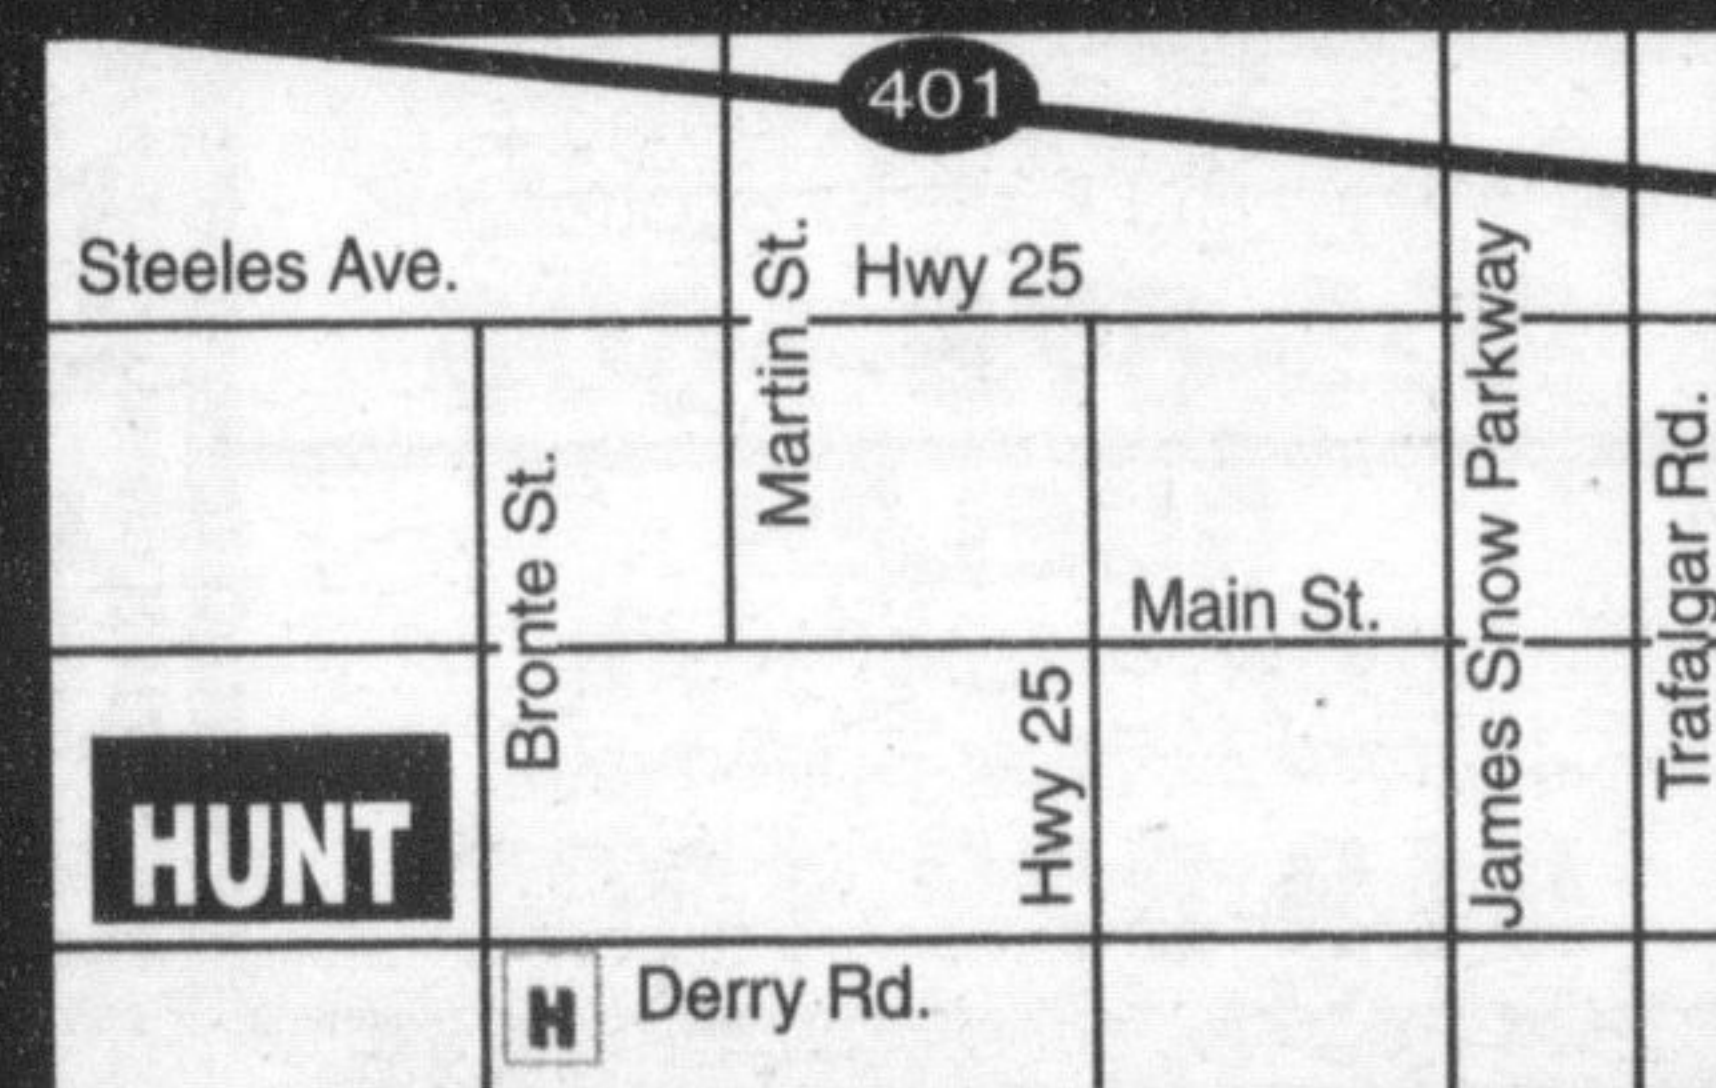 401
Steeles Ave.
Martin St.
Hwy 25
James Snow Parkway
Trafalgar Rd.
Bronte St.
Main St.
Hwy 25
HUNT
H
Derry Rd.